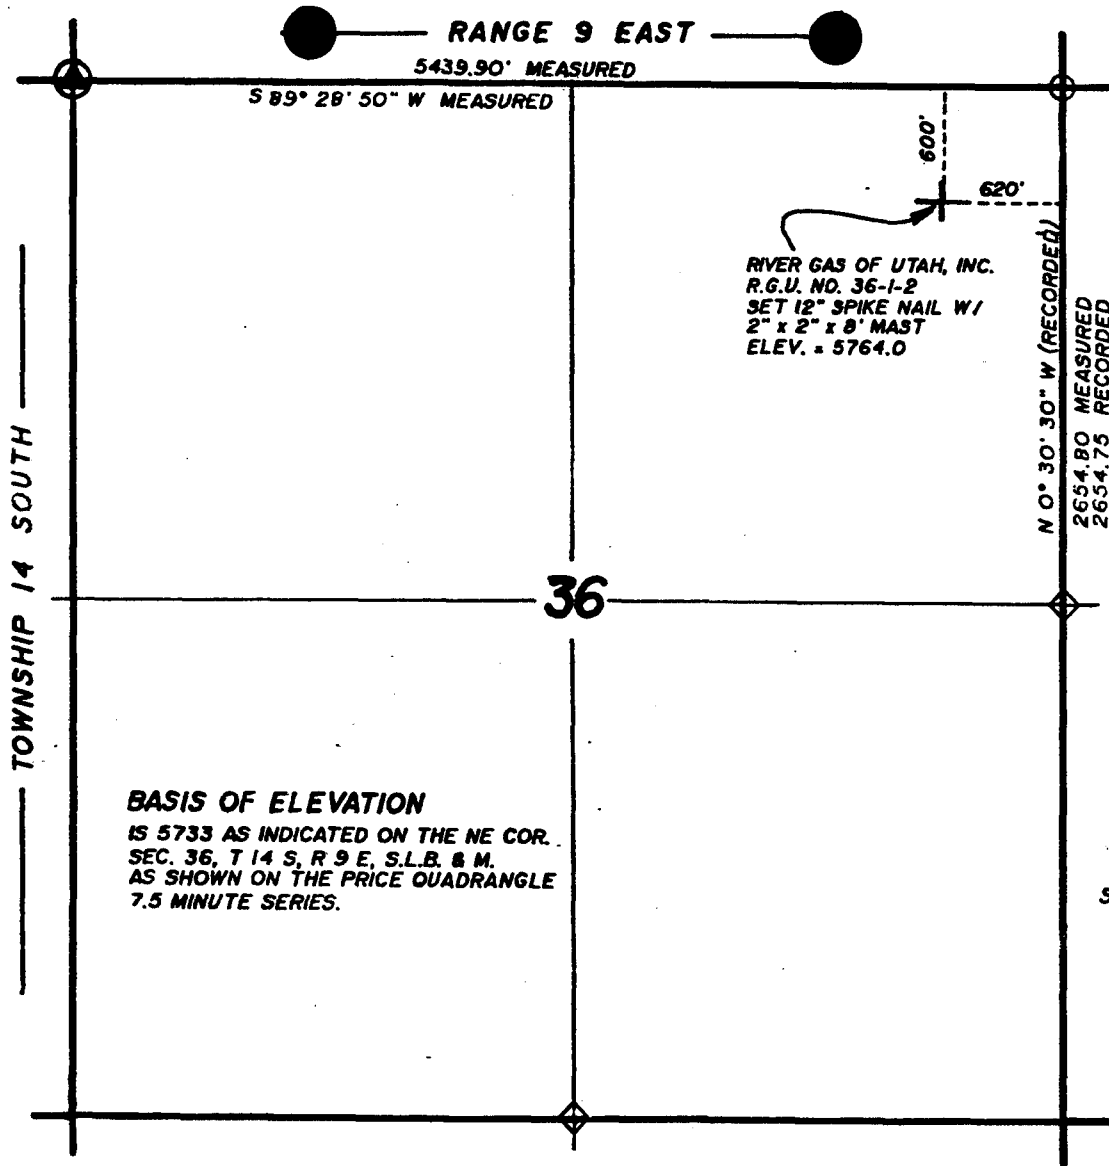 RANGE 9 EAST
5439.90' MEASURED
S 89° 28' 50" W MEASURED
600'
620'
RIVER GAS OF UTAH, INC.
R.G.U. NO. 36-1-2
SET 12" SPIKE NAIL W/
2" x 2" x 8' MAST
ELEV. = 5764.0
N 0° 30' 30" W (RECORDED)
2654.80 MEASURED
2654.75 RECORDED
TOWNSHIP 14 SOUTH
36
BASIS OF ELEVATION
IS 5733 AS INDICATED ON THE NE COR.
SEC. 36, T 14 S, R 9 E, S.L.B. & M.
AS SHOWN ON THE PRICE QUADRANGLE
7.5 MINUTE SERIES.
S